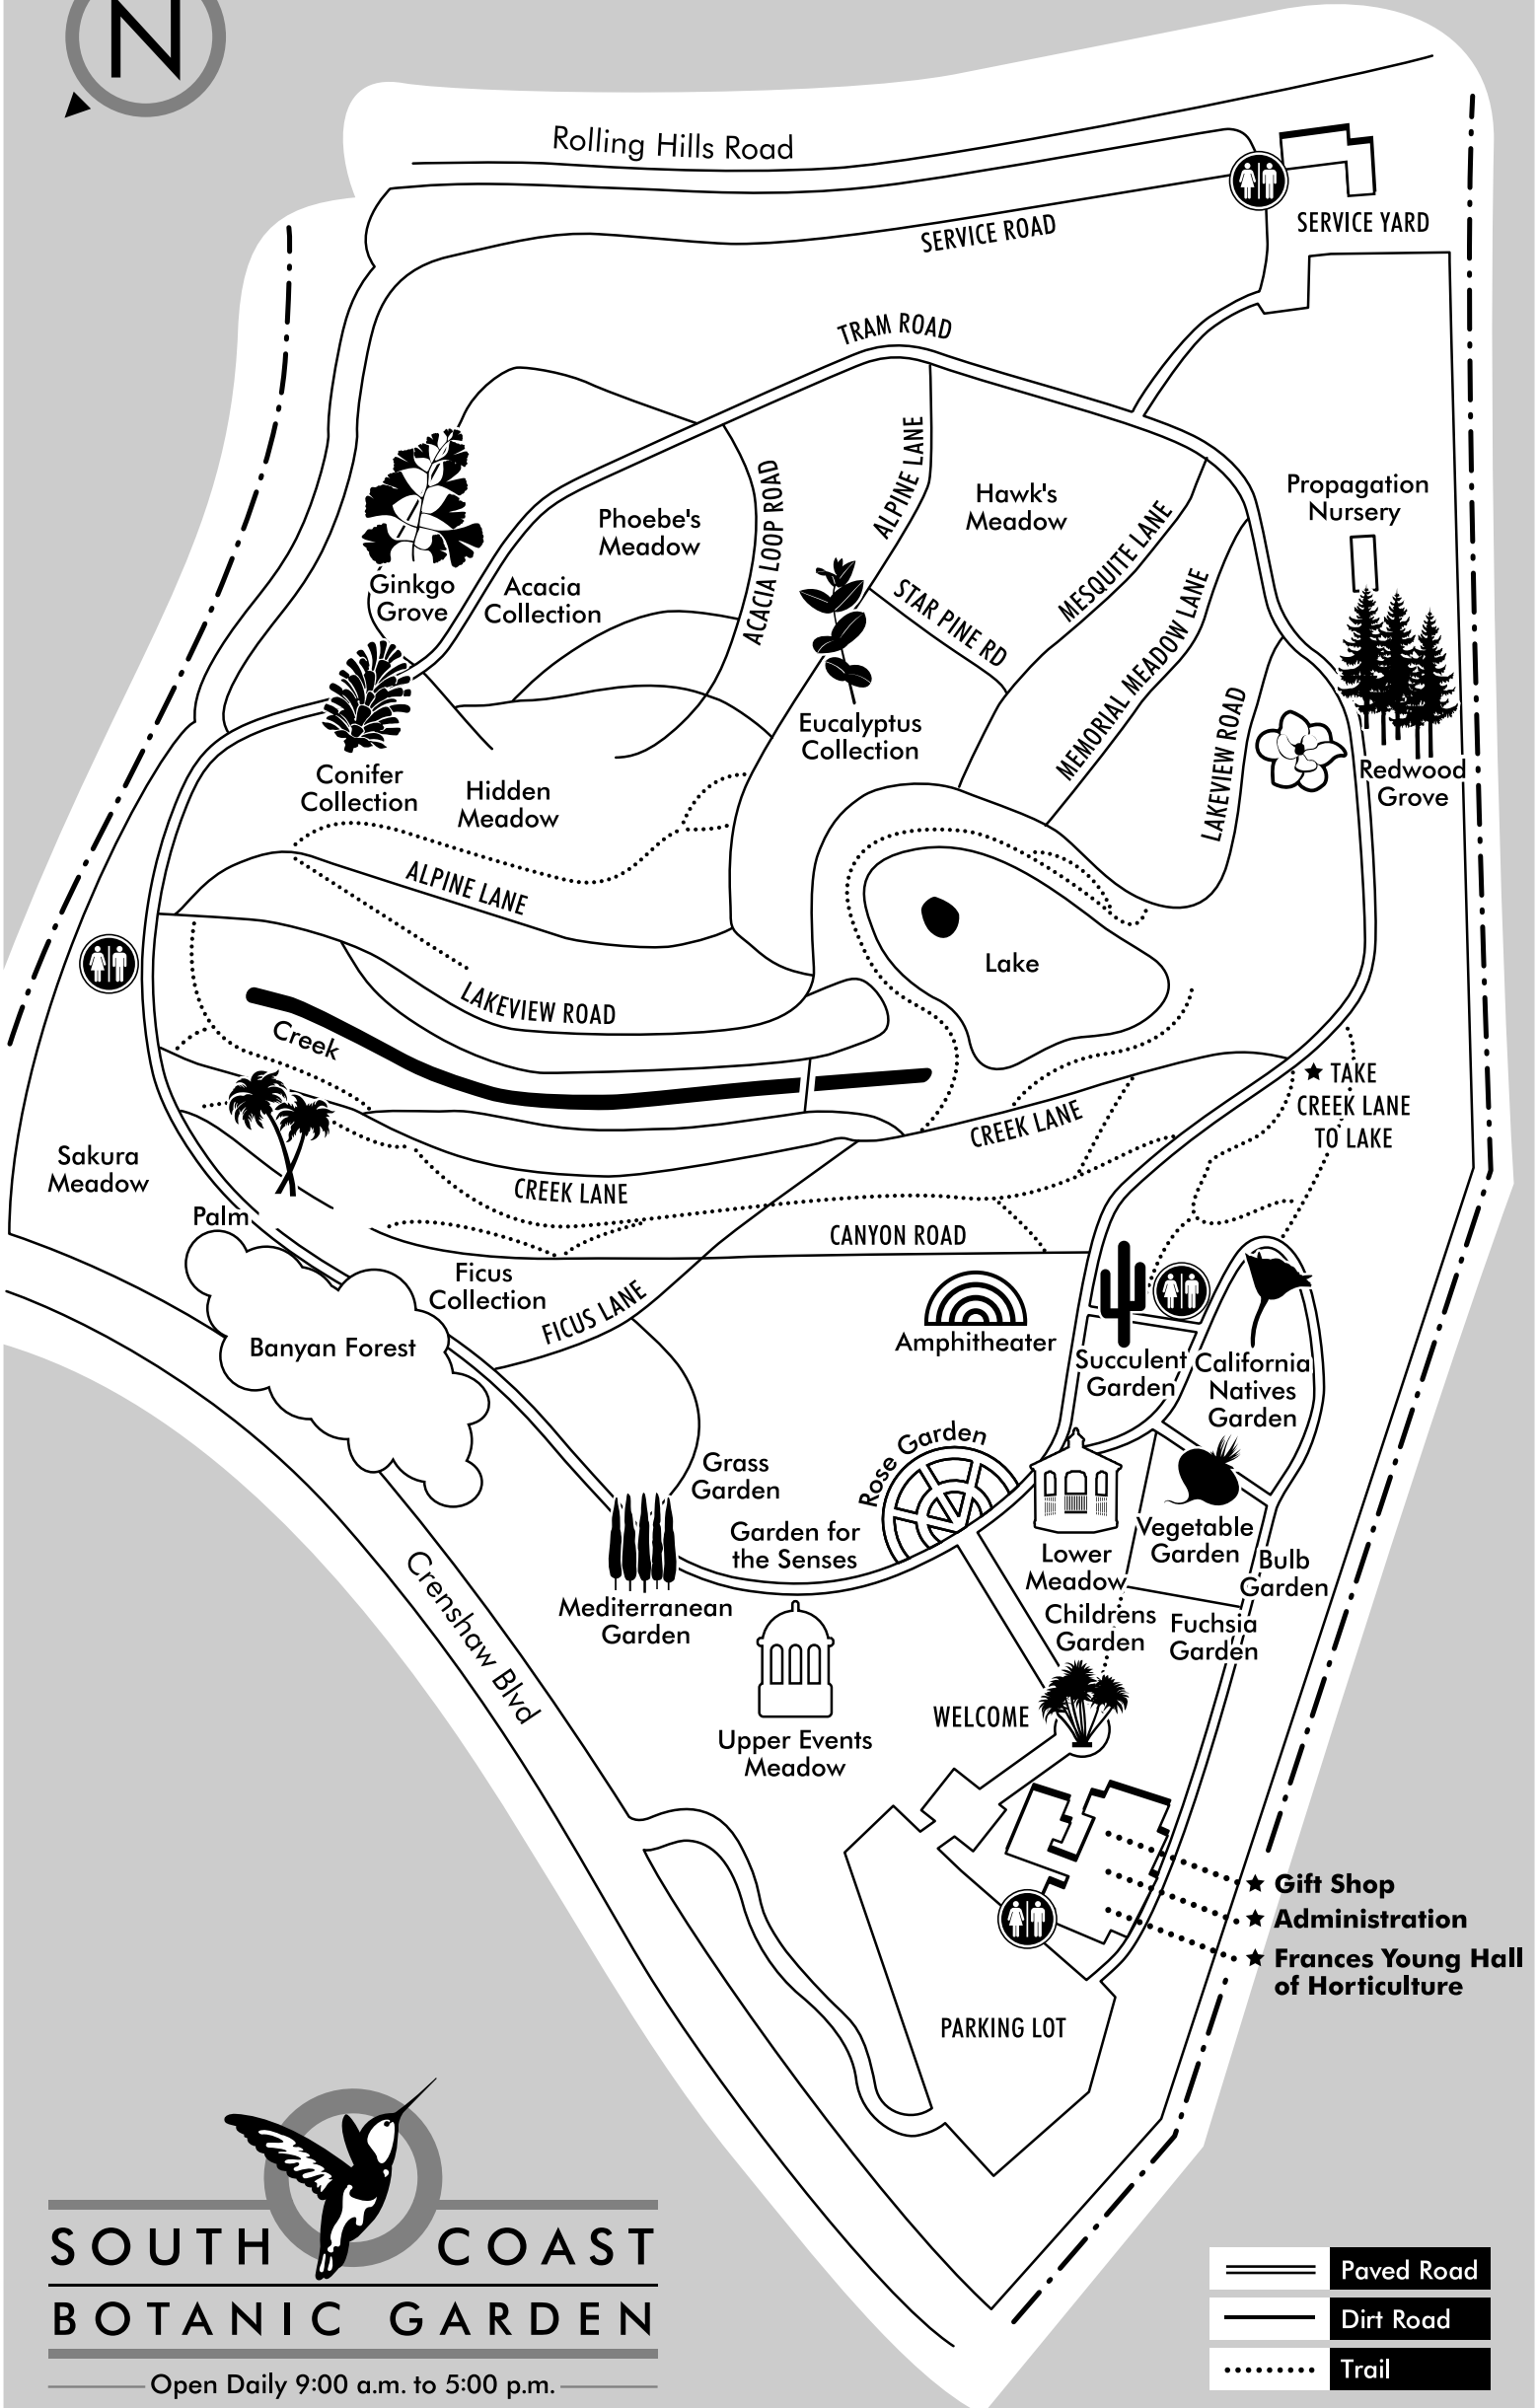 N
Rolling Hills Road
SERVICE YARD
SERVICE ROAD
TRAM ROAD
ALPINE LANE
ACACIA LOOP ROAD
Hawk's
Meadow
Propagation
Nursery
Phoebe's
Meadow
MESQUITE LANE
Ginkgo
Grove
Acacia
Collection
STAR PINE RD
MEMORIAL MEADOW LANE
LAKEVIEW ROAD
Eucalyptus
Collection
Redwood
Grove
Conifer
Collection
Hidden
Meadow
ALPINE LANE
Lake
LAKEVIEW ROAD
Creek
TAKE
CREEK LANE
TO LAKE
CREEK LANE
Sakura
Meadow
CREEK LANE
Palm
CANYON ROAD
Ficus
Collection
FICUS LANE
Banyan Forest
Amphitheater
Succulent
Garden
California
Natives
Garden
Rose Garden
Grass
Garden
Garden for
the Senses
Vegetable
Garden
Lower
Meadow
Bulb
Garden
Mediterranean
Garden
Childrens
Garden
Fuchsia
Garden
Crenshaw Blvd
WELCOME
Upper Events
Meadow
Gift Shop
Administration
Frances Young Hall
of Horticulture
PARKING LOT
SOUTH COAST
BOTANIC GARDEN
Open Daily 9:00 a.m. to 5:00 p.m.
Paved Road
Dirt Road
Trail